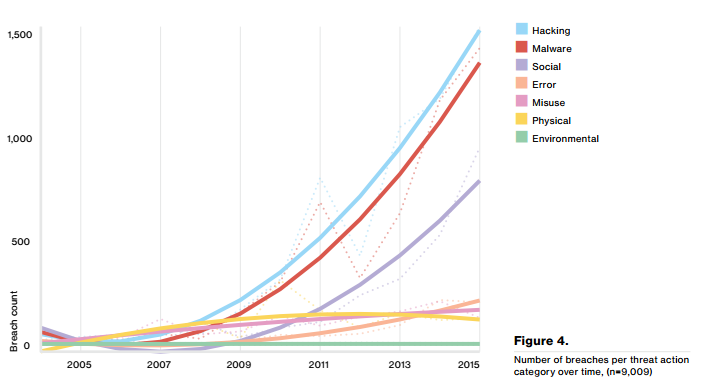 1,500
1,000
500
0
Breach count
2005
2007
2009
2011
2013
2015
Hacking
Malware
Social
Error
Misuse
Physical
Environmental
Figure 4.
Number of breaches per threat action
category over time, (n=9,009)